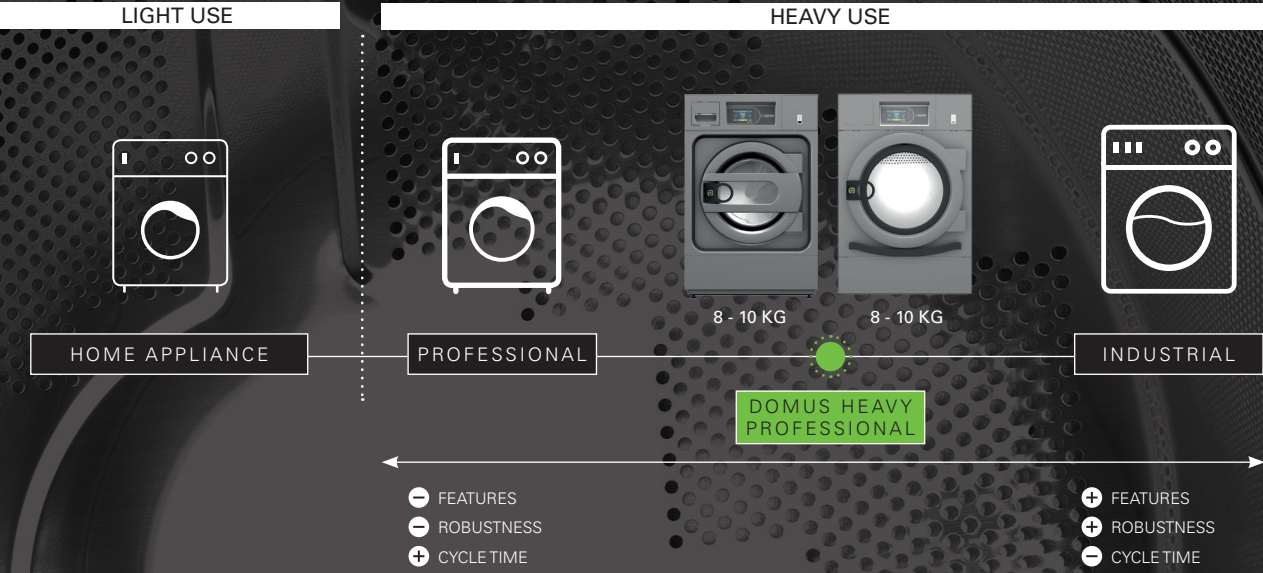 LIGHT USE
HEAVY USE
8 - 10 KG
8 - 10 KG
HOME APPLIANCE
PROFESSIONAL
INDUSTRIAL
DOMUS HEAVY
PROFESSIONAL
− FEATURES
− ROBUSTNESS
+ CYCLE TIME
+ FEATURES
+ ROBUSTNESS
− CYCLE TIME